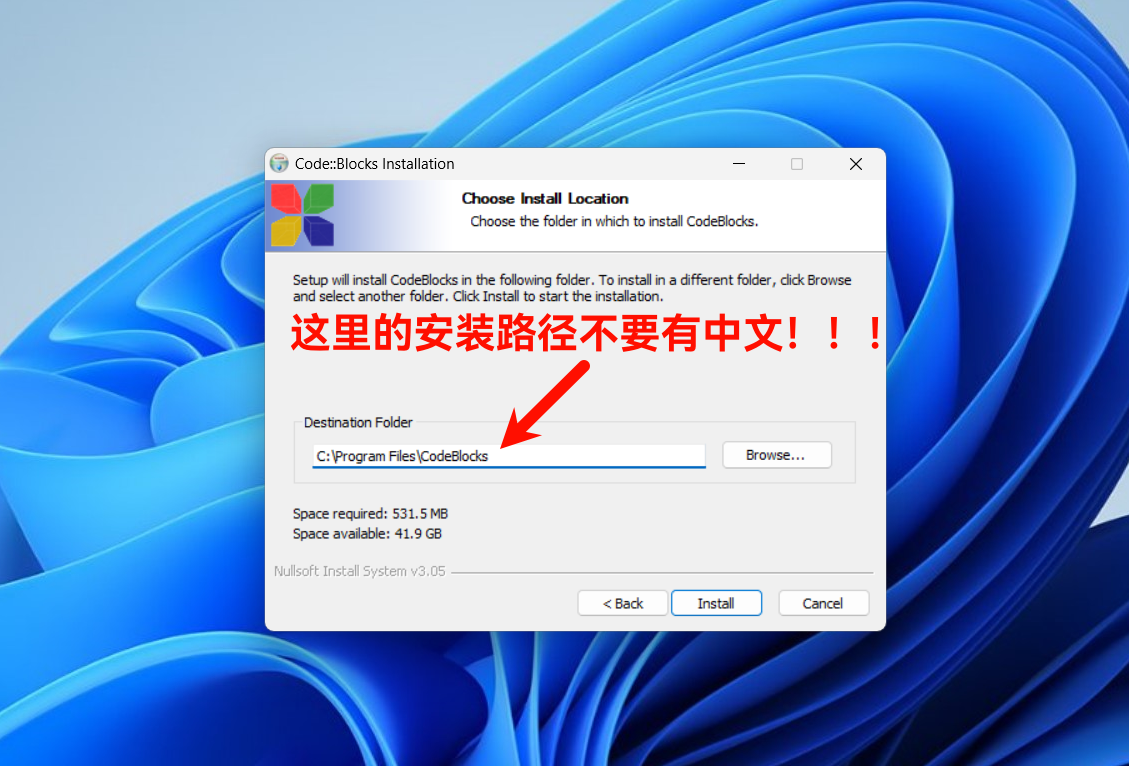 Code::Blocks Installation
Choose Install Location
Choose the folder in which to install CodeBlocks.
Setup will install CodeBlocks in the following folder. To install in a different folder, click Browse
and select another folder. Click Install to start the installation.
这里的安装路径不要有中文！！！
Destination Folder
C:\Program Files\CodeBlocks
Browse...
Space required: 531.5 MB
Space available: 41.9 GB
Nullsoft Install System v3.05
< Back
Install
Cancel